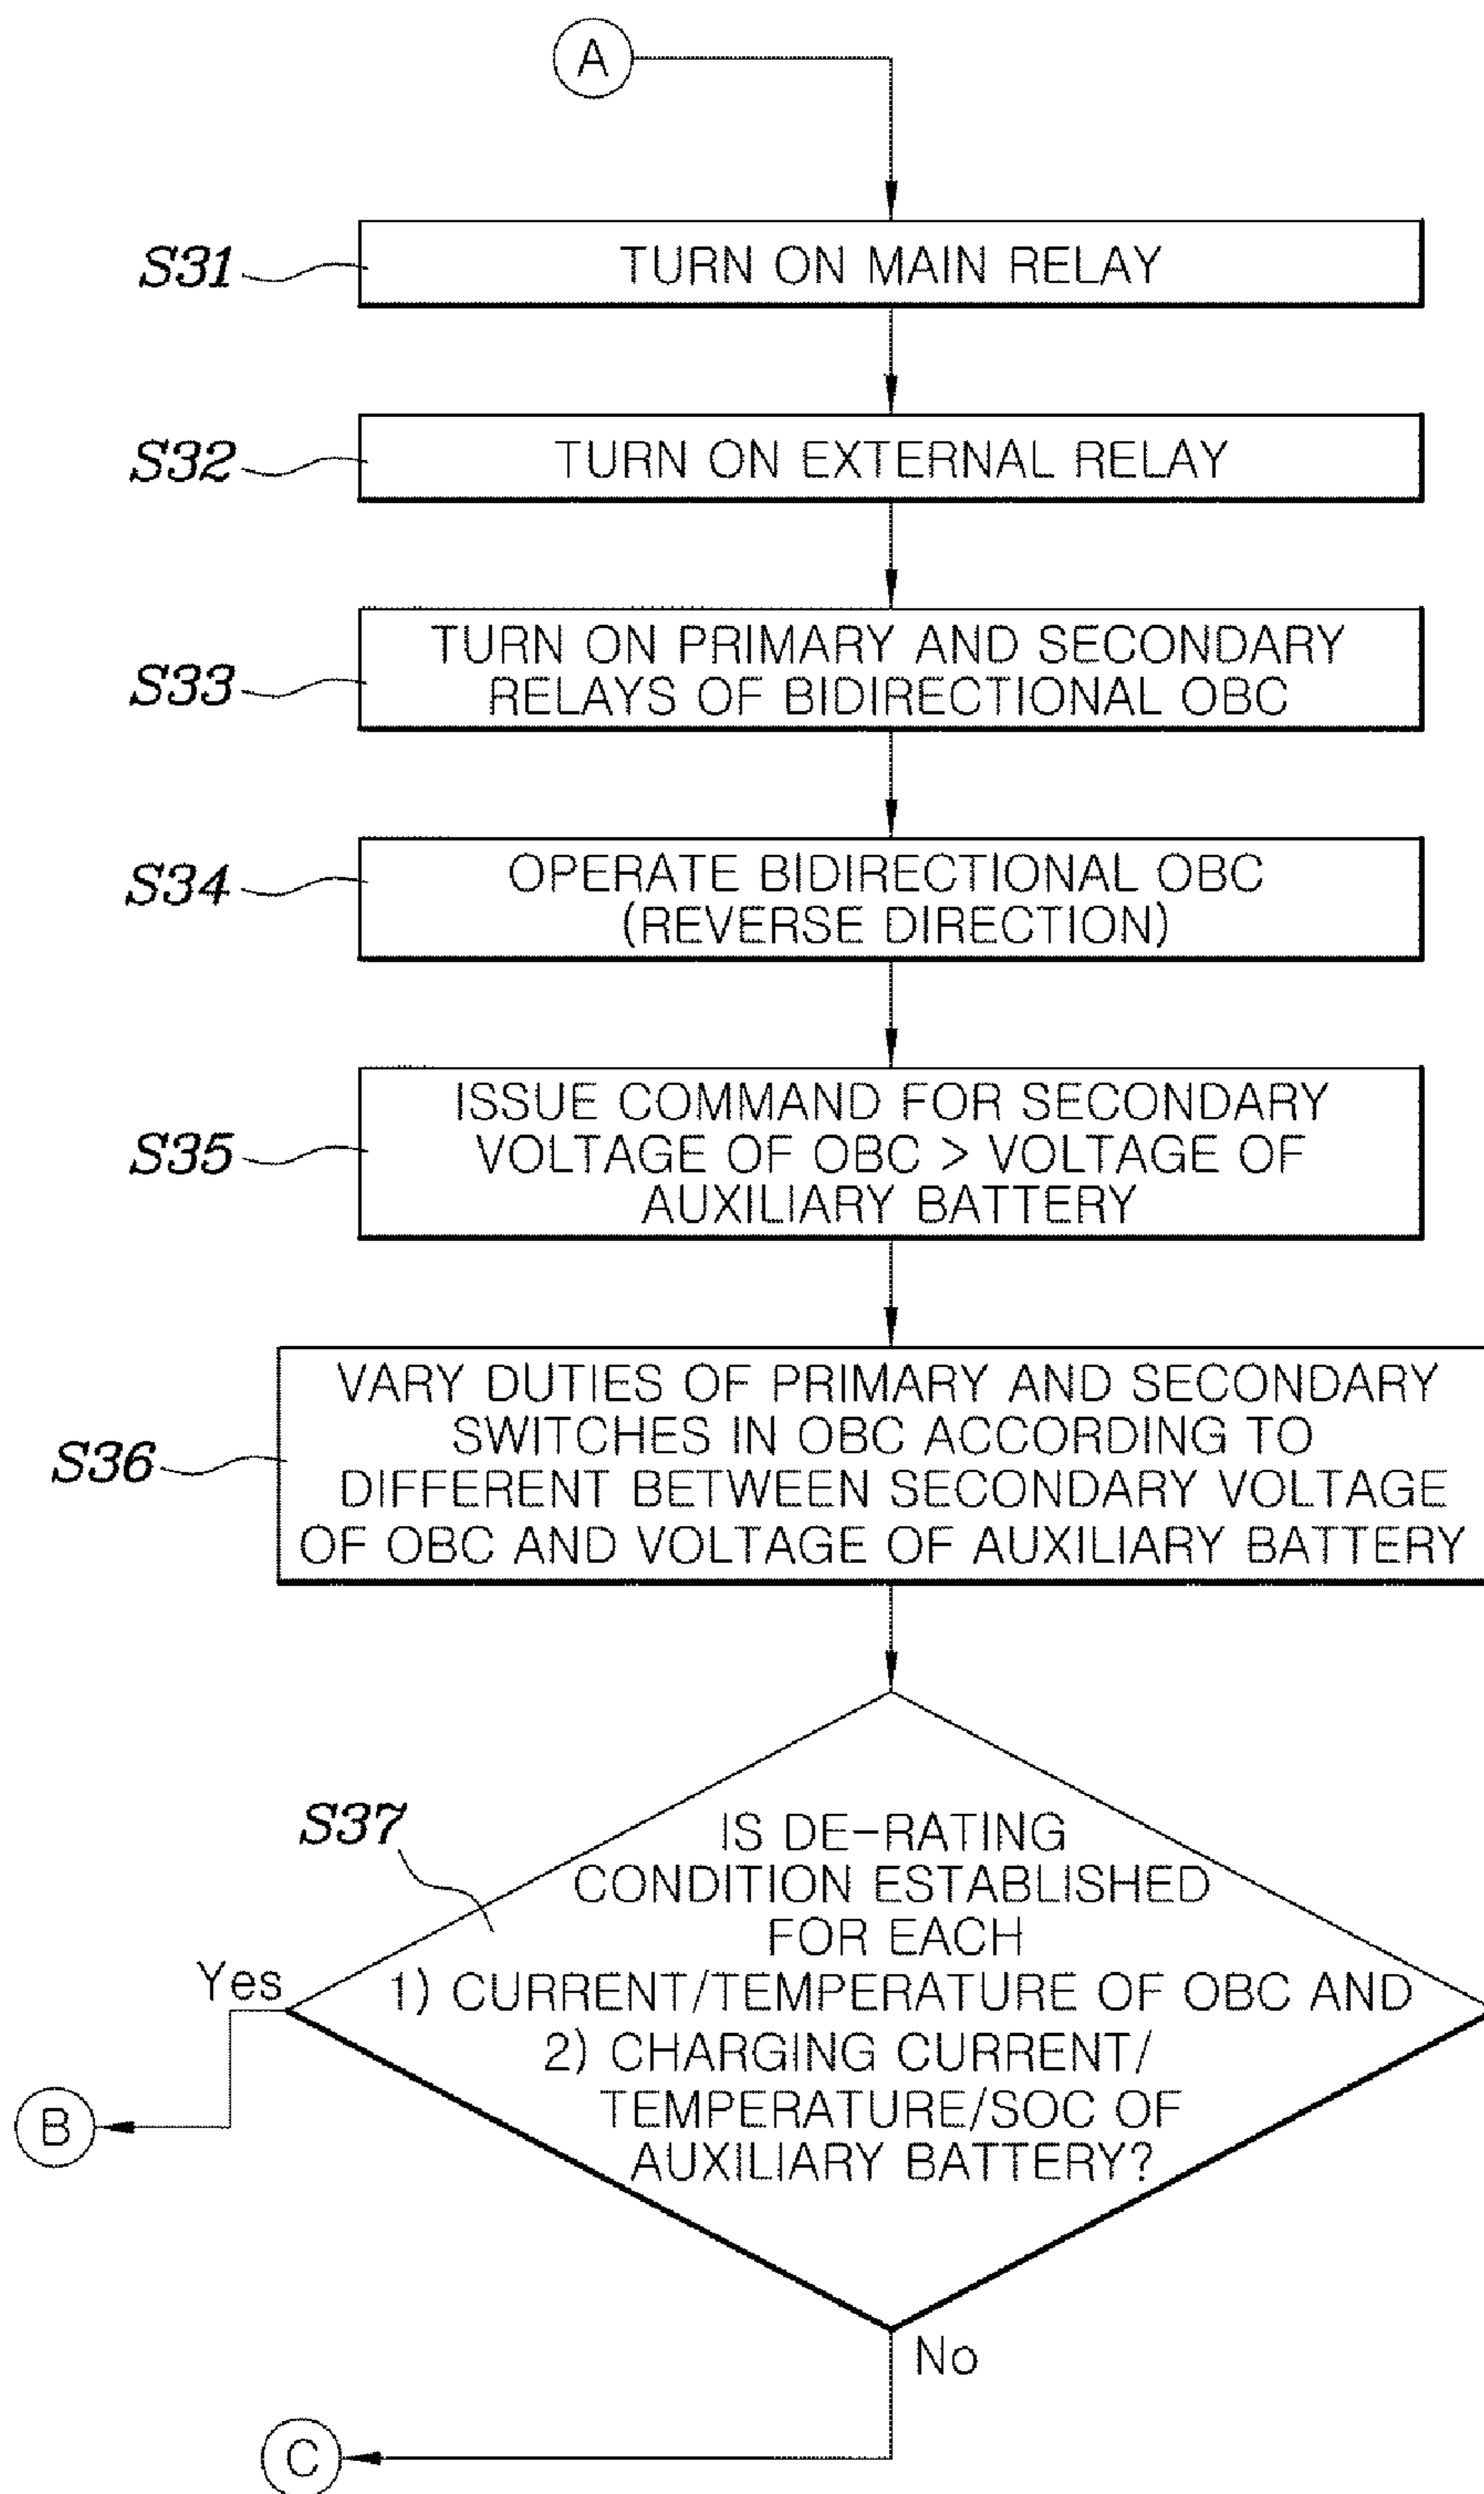 A
S31
TURN ON MAIN RELAY
S32
TURN ON EXTERNAL RELAY
S33
TURN ON PRIMARY AND SECONDARY
RELAYS OF BIDIRECTIONAL OBC
S34
OPERATE BIDIRECTIONAL OBC
(REVERSE DIRECTION)
S35
ISSUE COMMAND FOR SECONDARY
VOLTAGE OF OBC > VOLTAGE OF
AUXILIARY BATTERY
S36
VARY DUTIES OF PRIMARY AND SECONDARY
SWITCHES IN OBC ACCORDING TO
DIFFERENT BETWEEN SECONDARY VOLTAGE
OF OBC AND VOLTAGE OF AUXILIARY BATTERY
S37
IS DE-RATING
CONDITION ESTABLISHED
FOR EACH
1) CURRENT/TEMPERATURE OF OBC AND
2) CHARGING CURRENT/
TEMPERATURE/SOC OF
AUXILIARY BATTERY?
Yes
B
No
C